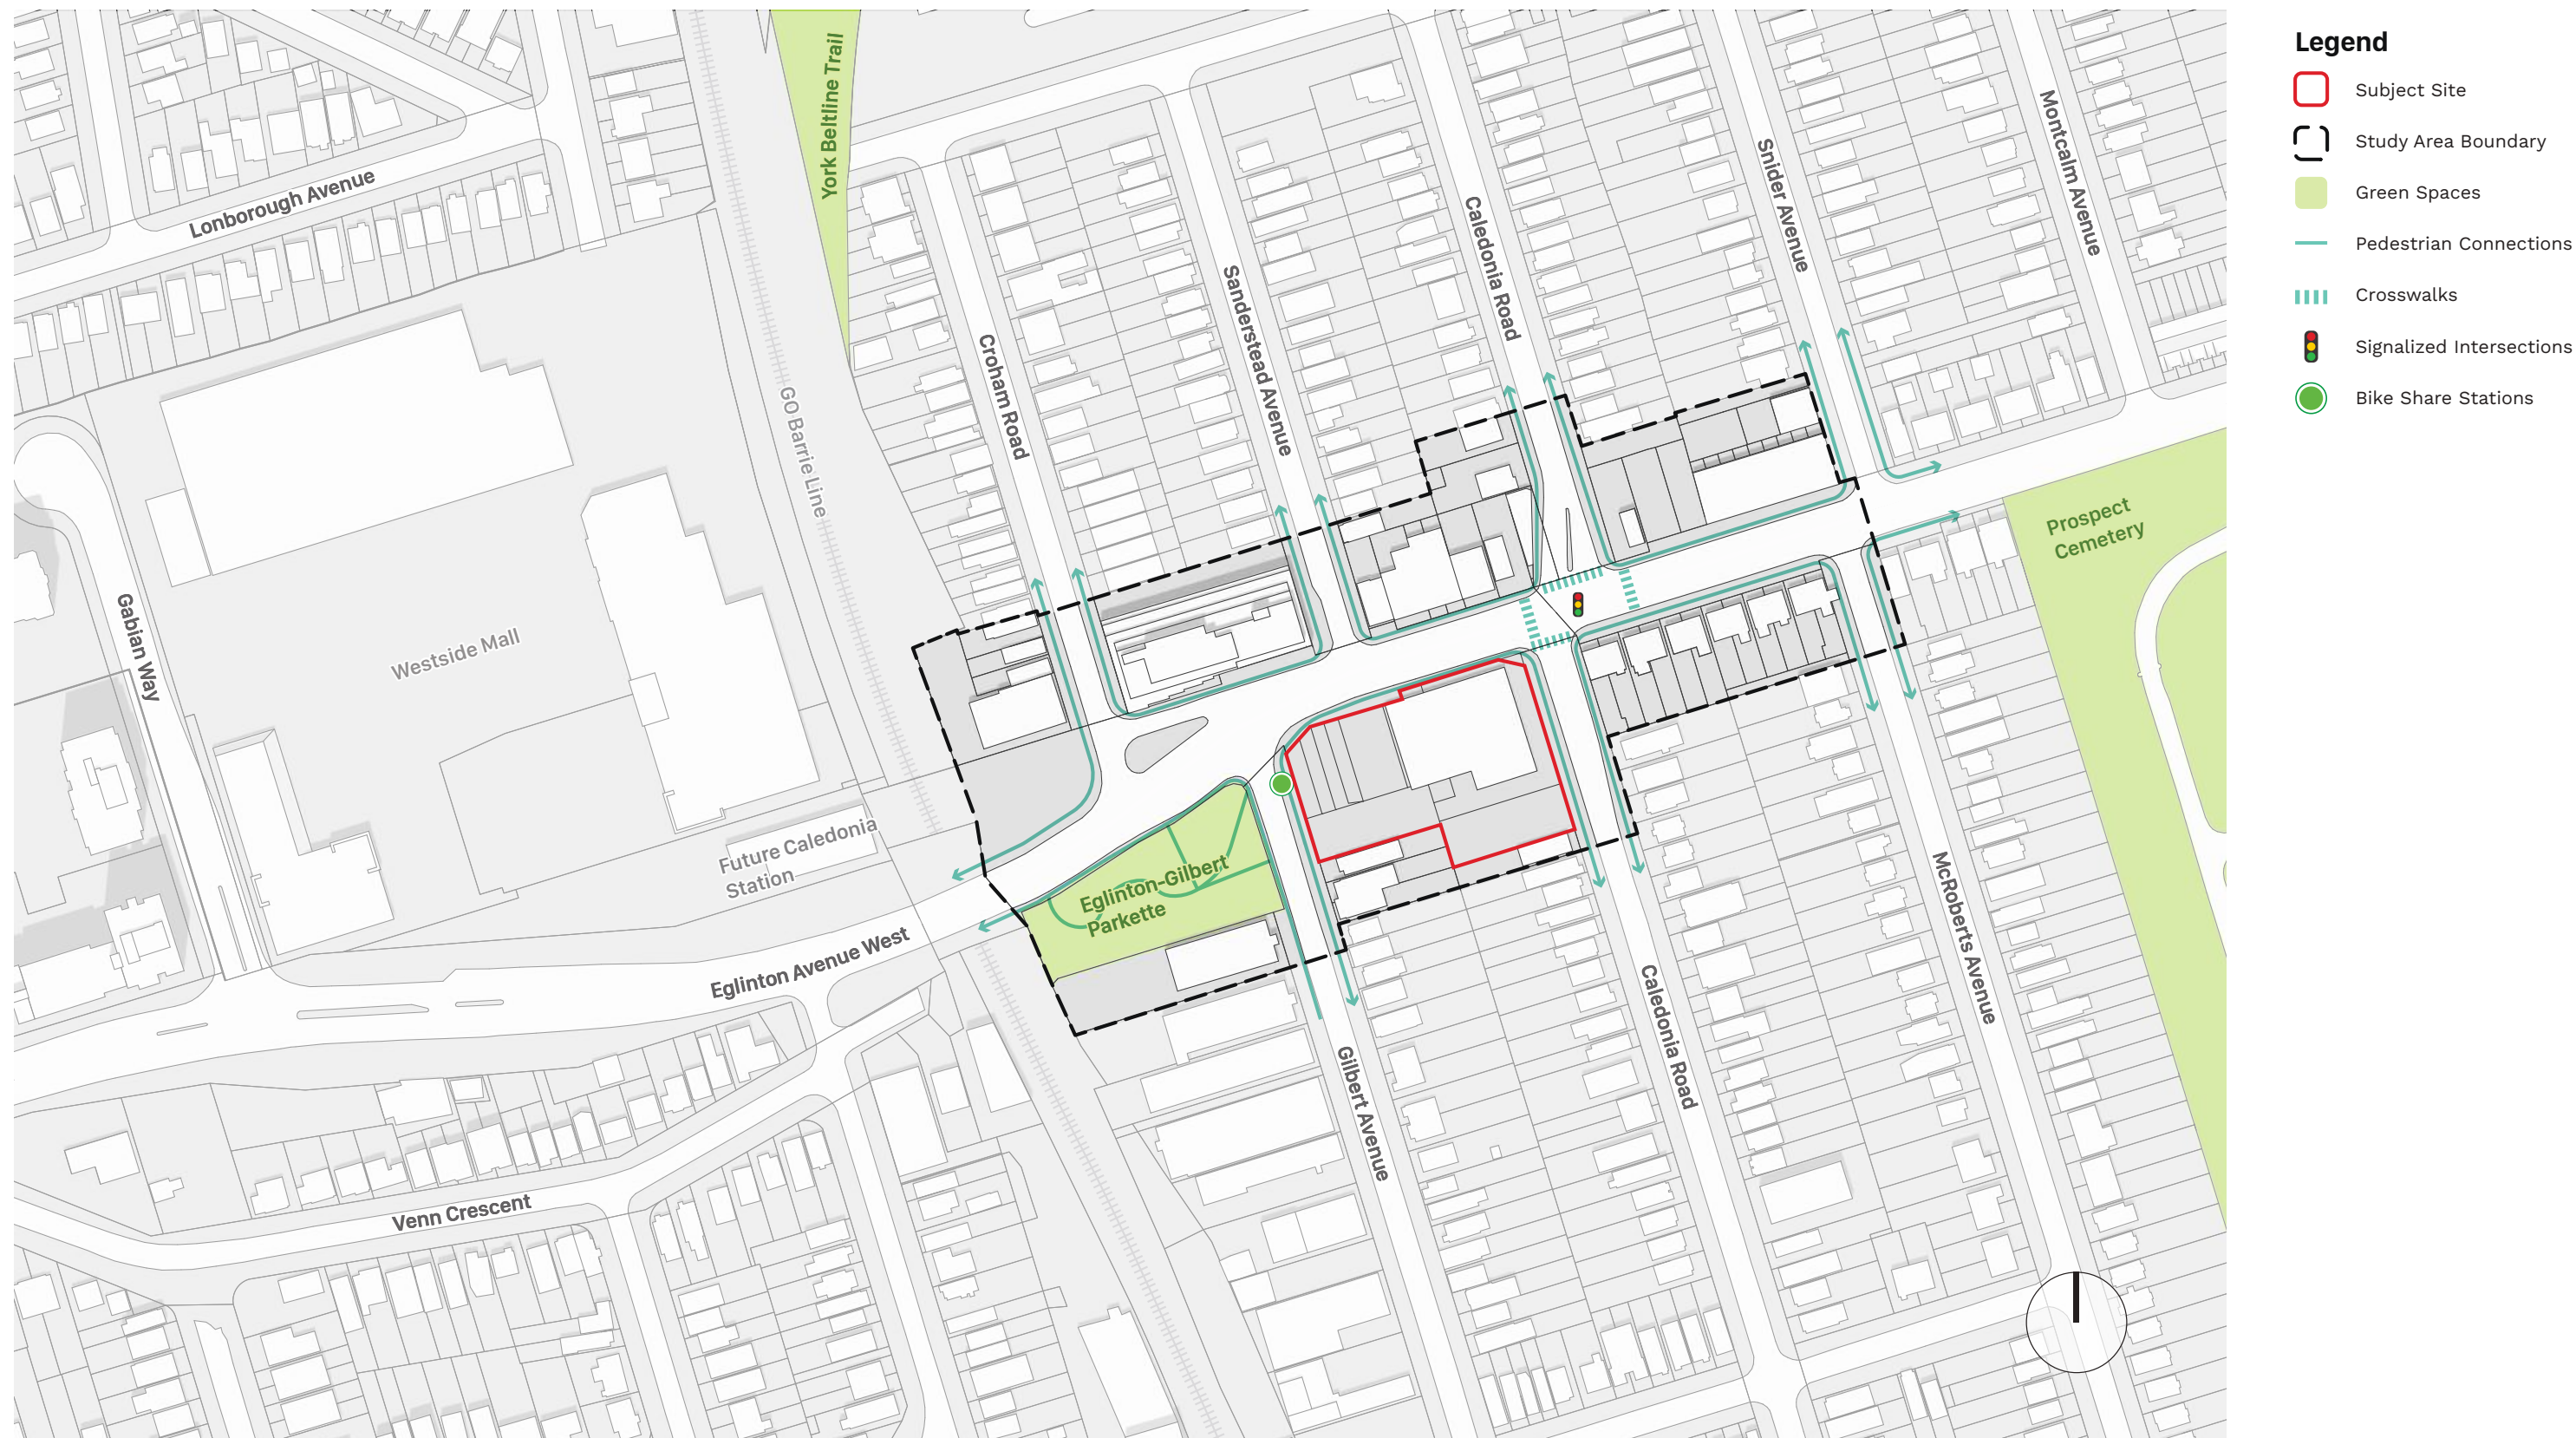 Legend
Subject Site
Study Area Boundary
Green Spaces
Pedestrian Connections
Crosswalks
Signalized Intersections
Bike Share Stations
York Beltline Trail
Lonborough Avenue
Montcalm Avenue
Snider Avenue
Caledonia Road
Sanderstead Avenue
Croham Road
GO Barrie Line
Prospect
Cemetery
Gabian Way
Westside Mall
Future Caledonia
Station
Eglinton-Gilbert
Parkette
Eglinton Avenue West
McRoberts Avenue
Caledonia Road
Gilbert Avenue
Venn Crescent